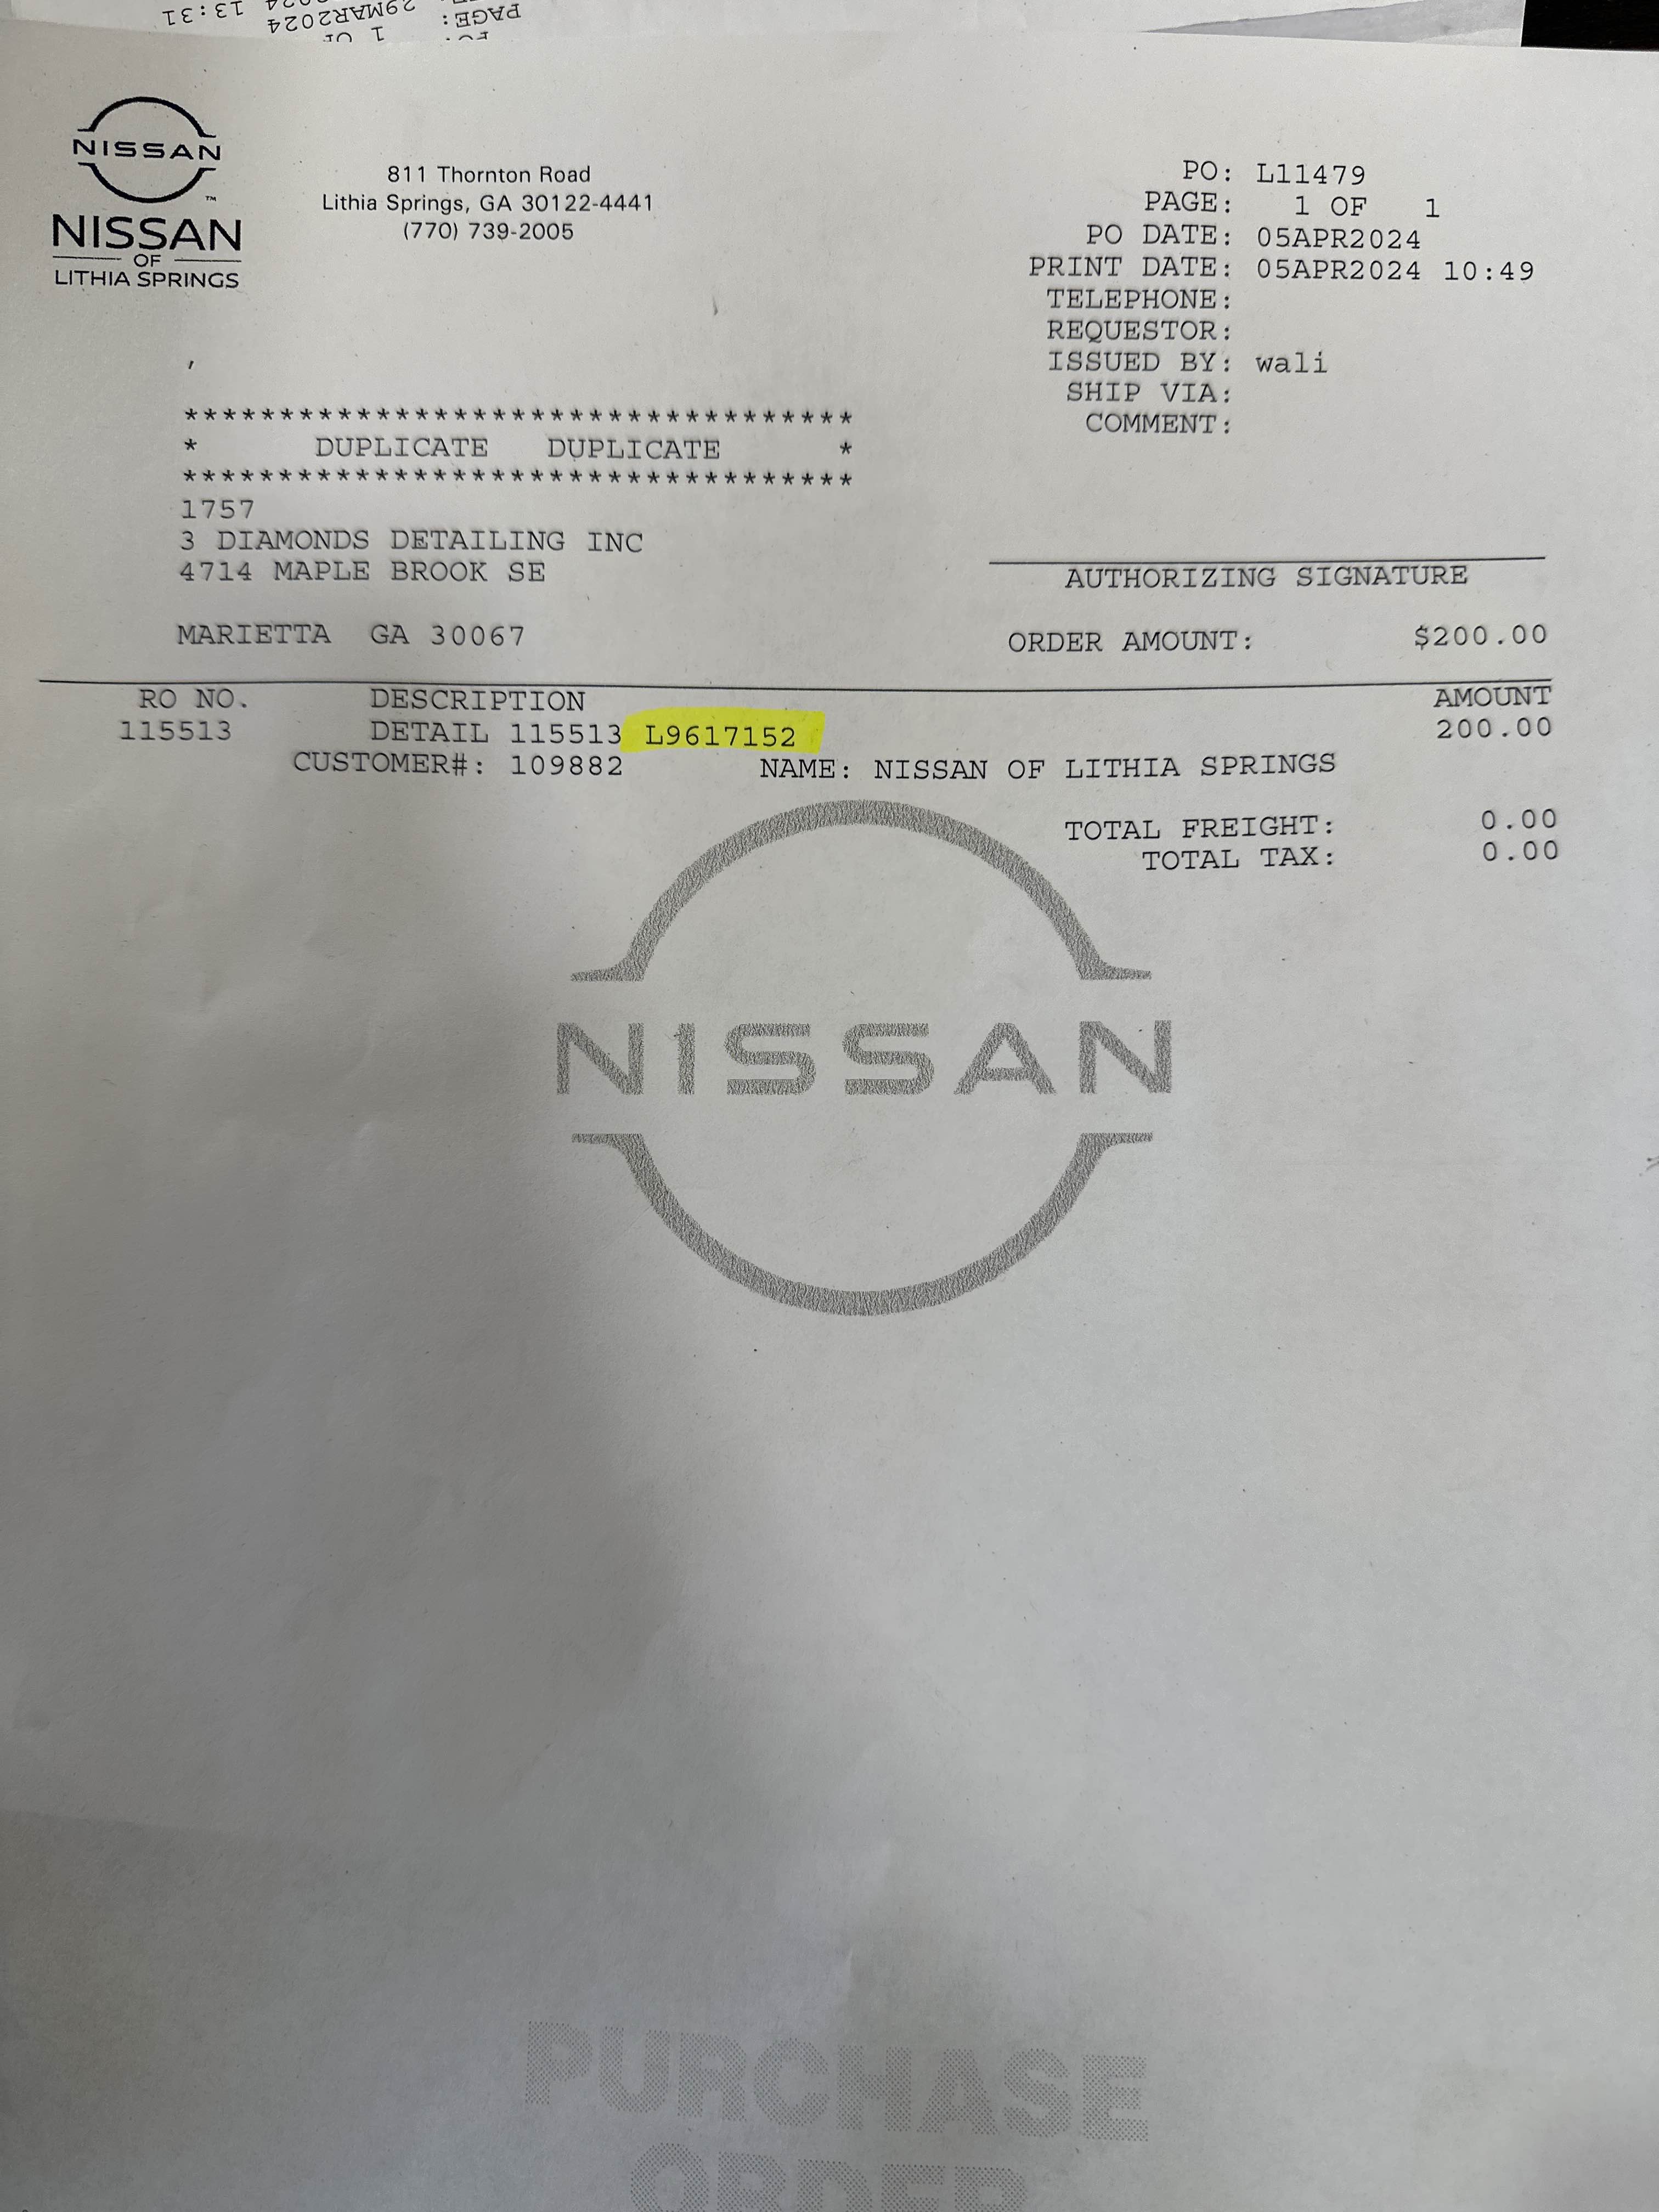 PAGE:
29MAR2024
13:31
NISSAN
TM
NISSAN
OF
LITHIA SPRINGS
811 Thornton Road
Lithia Springs, GA 30122-4441
(770) 739-2005
PO: L11479
PAGE: 1 OF 1
PO DATE: 05APR2024
PRINT DATE: 05APR2024 10:49
TELEPHONE:
REQUESTOR:
ISSUED BY: wali
SHIP VIA:
COMMENT:
,
***********************************
* DUPLICATE DUPLICATE *
***********************************
1757
3 DIAMONDS DETAILING INC
4714 MAPLE BROOK SE
MARIETTA GA 30067
AUTHORIZING SIGNATURE
ORDER AMOUNT: $200.00
RO NO. DESCRIPTION AMOUNT
115513 DETAIL 115513 L9617152 200.00
CUSTOMER#: 109882 NAME: NISSAN OF LITHIA SPRINGS
TOTAL FREIGHT: 0.00
TOTAL TAX: 0.00
NISSAN
PURCHASE
ORDER